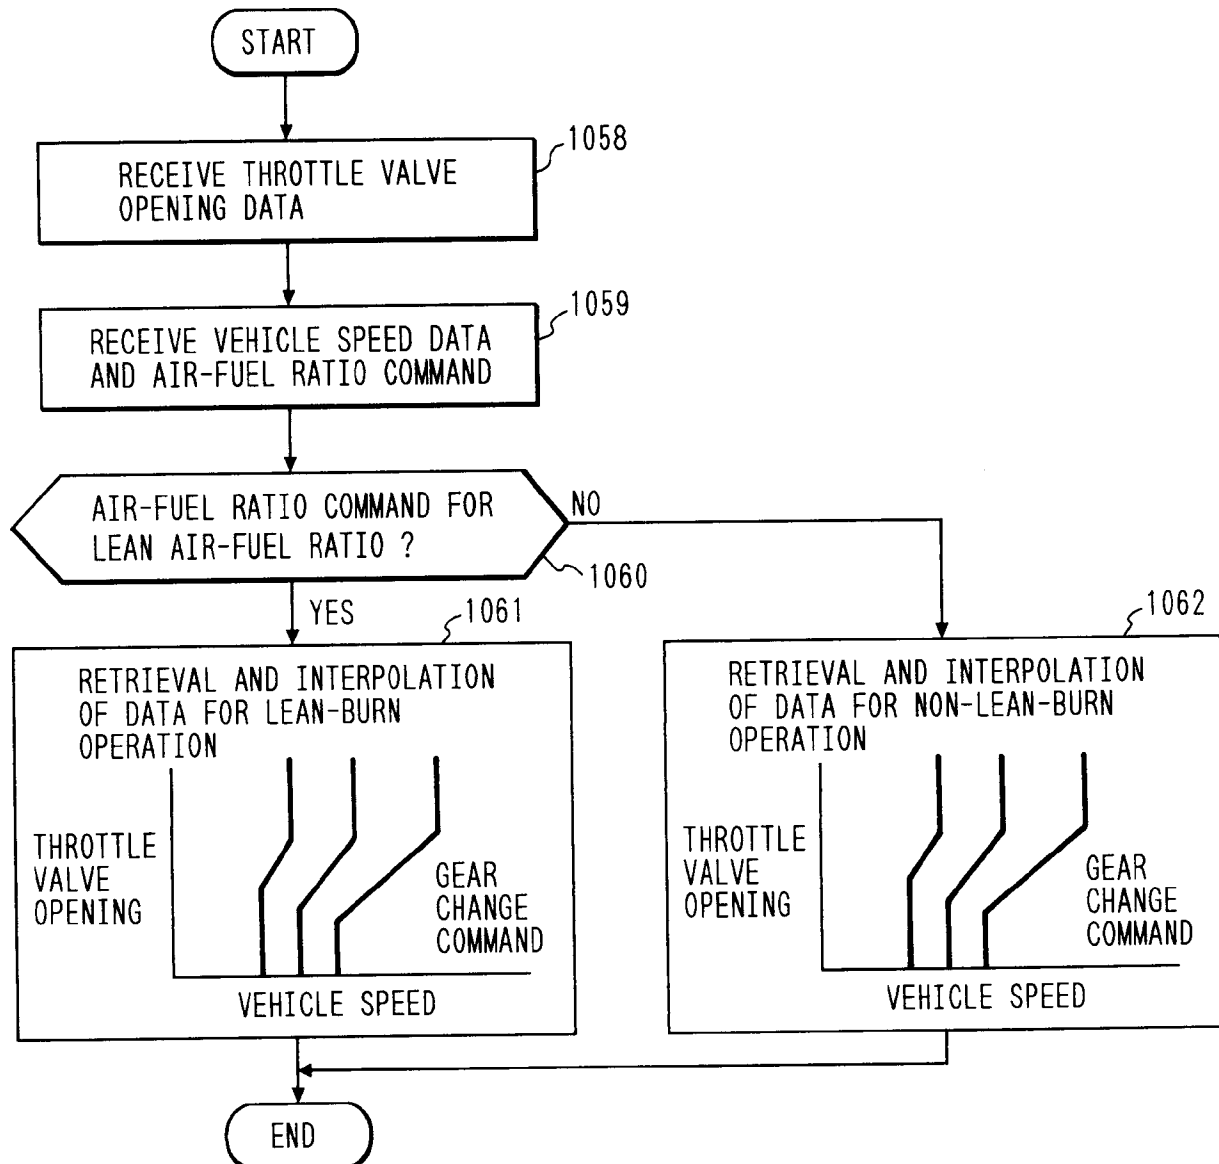 START
1058
RECEIVE THROTTLE VALVE
OPENING DATA
1059
RECEIVE VEHICLE SPEED DATA
AND AIR-FUEL RATIO COMMAND
AIR-FUEL RATIO COMMAND FOR
LEAN AIR-FUEL RATIO ?
NO
1060
YES
1061
RETRIEVAL AND INTERPOLATION
OF DATA FOR LEAN-BURN
OPERATION
THROTTLE
VALVE
OPENING
GEAR
CHANGE
COMMAND
VEHICLE SPEED
1062
RETRIEVAL AND INTERPOLATION
OF DATA FOR NON-LEAN-BURN
OPERATION
THROTTLE
VALVE
OPENING
GEAR
CHANGE
COMMAND
VEHICLE SPEED
END